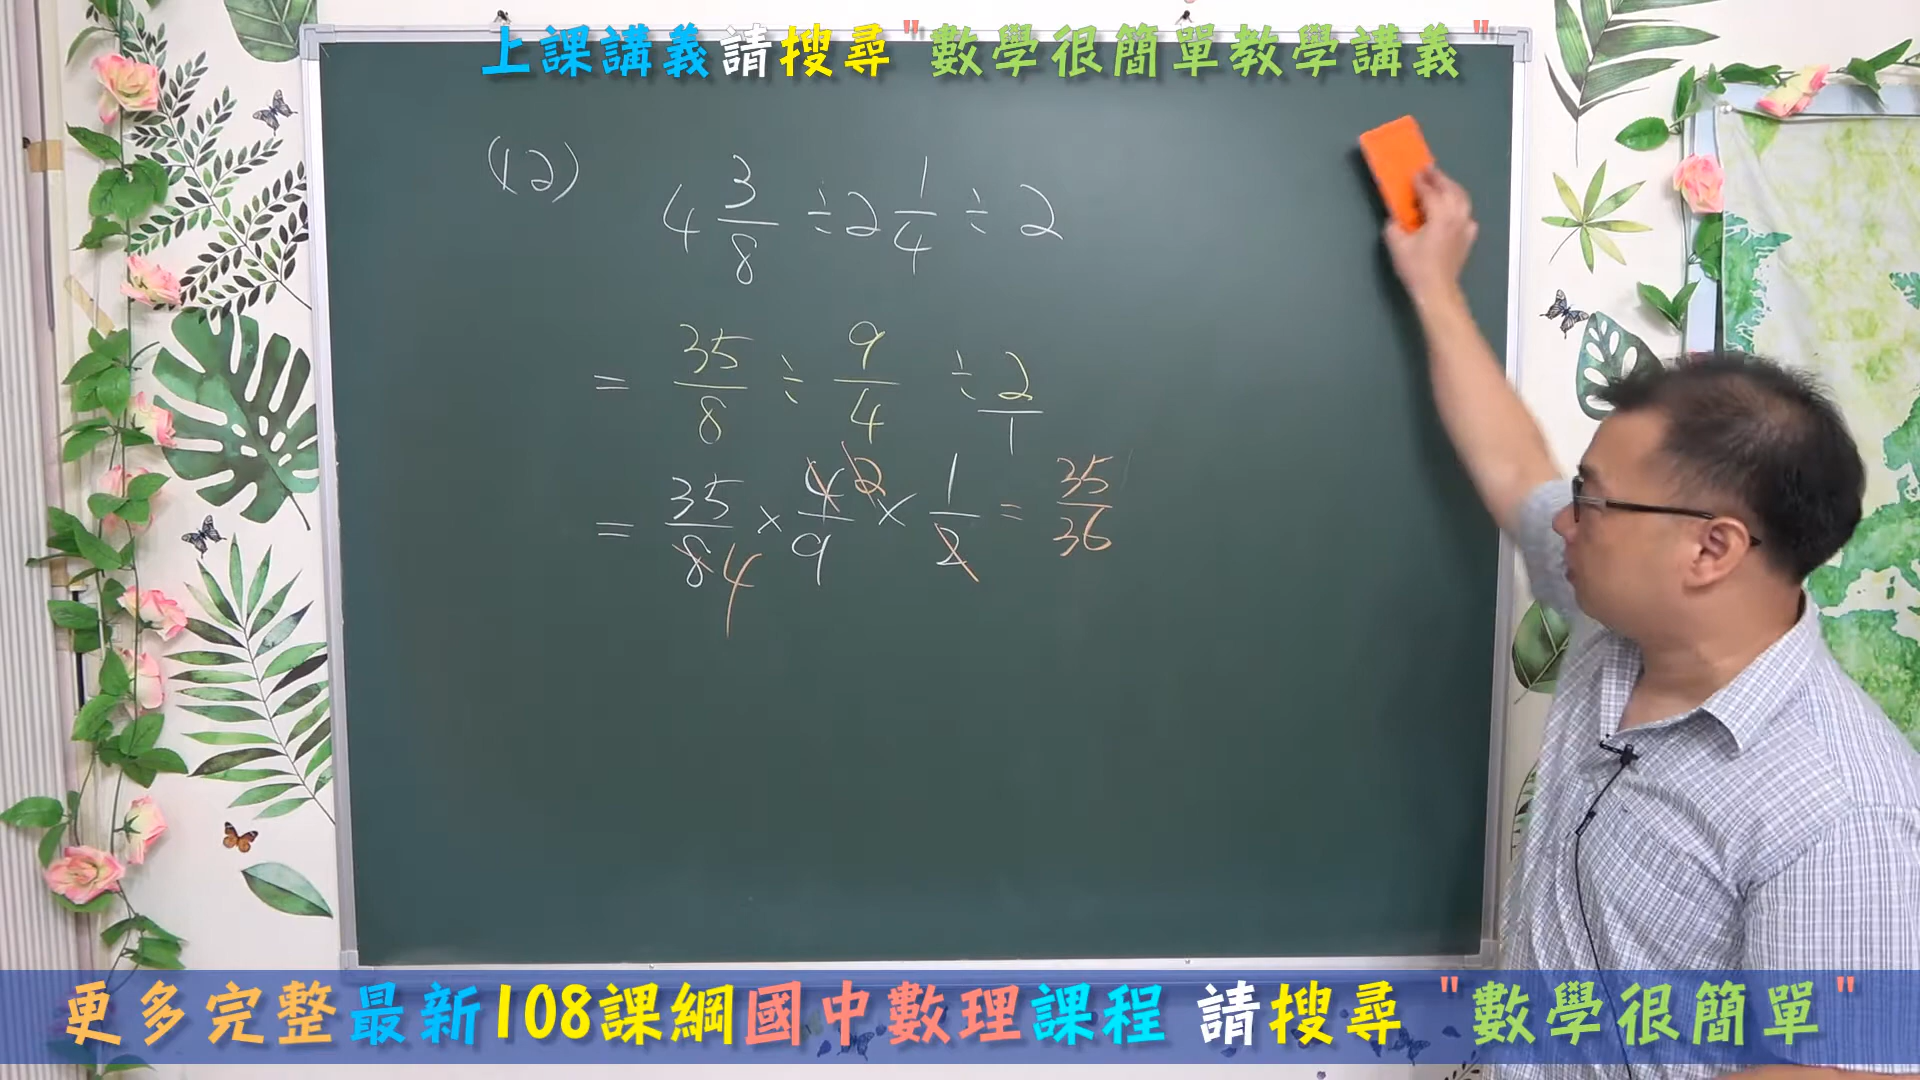 上課講義請搜尋"數學很簡單教學講義"
(12) 4 3/8 ÷ 2 1/4 ÷ 2
= 35/8 ÷ 9/4 ÷ 2/1
= 35/8 4 × 4 2/9 × 1/2 = 35/36
更多完整最新108課綱國中數理課程 請搜尋 "數學很簡單"